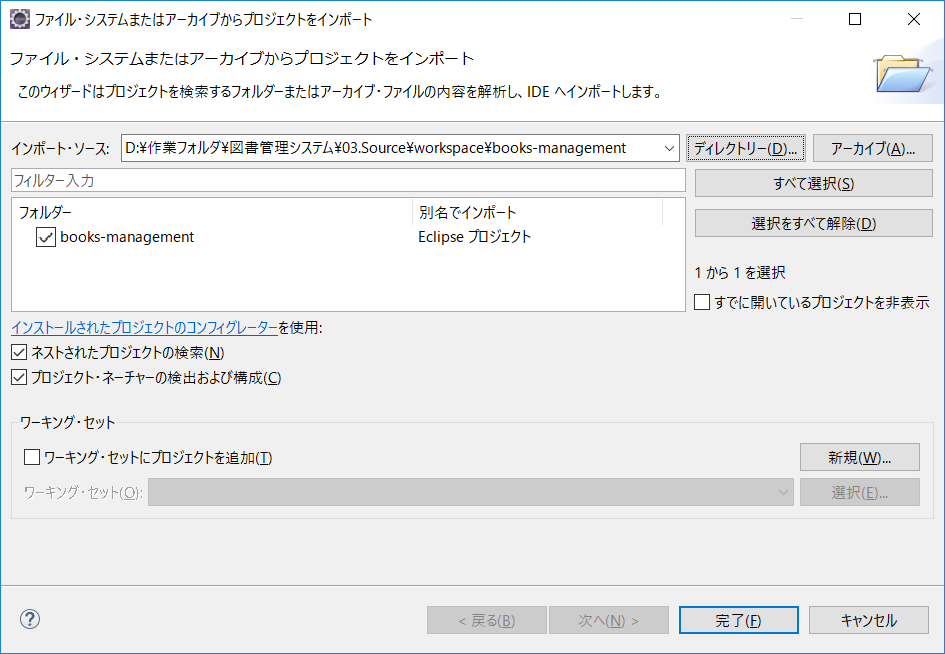 ファイル・システムまたはアーカイブからプロジェクトをインポート
ファイル・システムまたはアーカイブからプロジェクトをインポート
このウィザードはプロジェクトを検索するフォルダーまたはアーカイブ・ファイルの内容を解析し、IDE へインポートします。
インポート・ソース: D:¥作業フォルダ¥図書管理システム¥03.Source¥workspace¥books-management ディレクトリー(D)... アーカイブ(A)...
フィルター入力 すべて選択(S)
フォルダー 別名でインポート 選択をすべて解除(D)
books-management Eclipse プロジェクト
1 から 1 を選択
すでに開いているプロジェクトを非表示
インストールされたプロジェクトのコンフィグレーターを使用:
ネストされたプロジェクトの検索(N)
プロジェクト・ネーチャーの検出および構成(C)
ワーキング・セット
ワーキング・セットにプロジェクトを追加(T) 新規(W)...
ワーキング・セット(O): 選択(E)...
? < 戻る(B) 次へ(N) > 完了(F) キャンセル